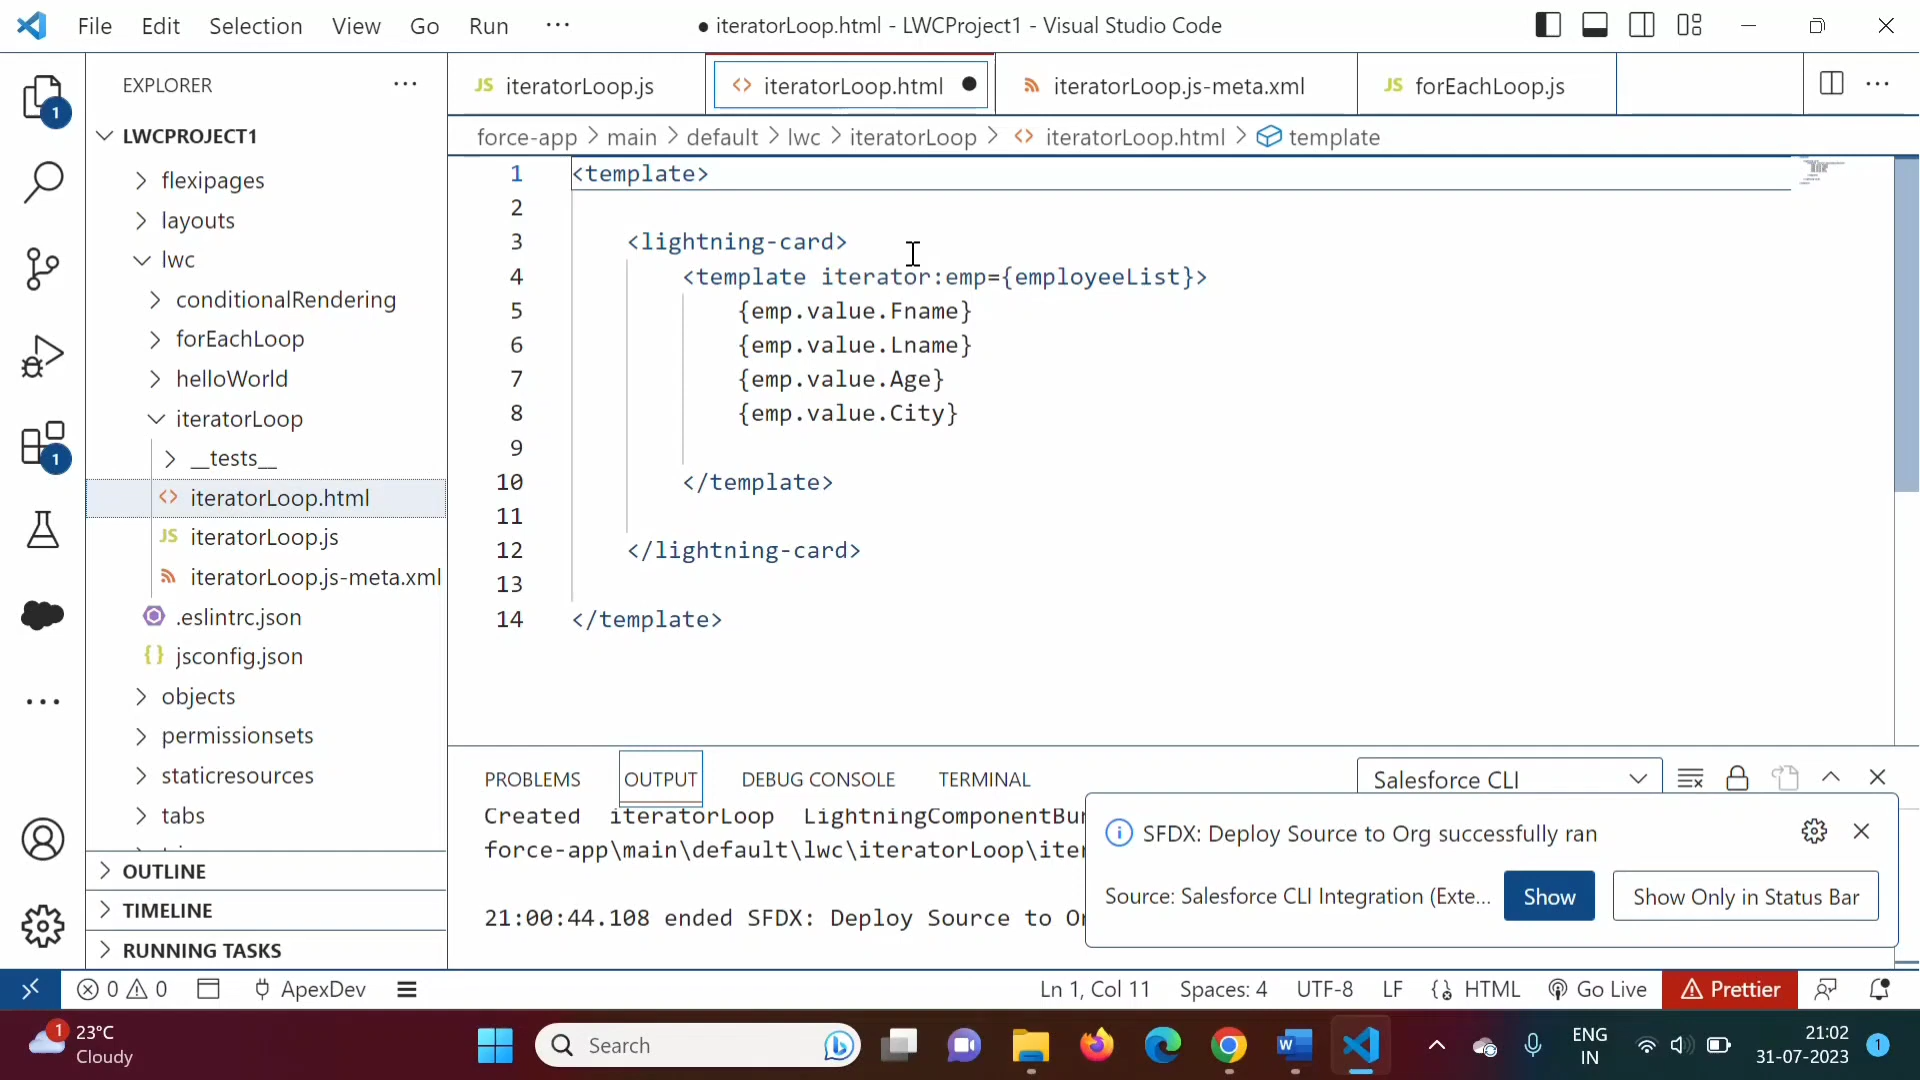 File Edit Selection View Go Run ···
● iteratorLoop.html - LWCProject1 - Visual Studio Code
EXPLORER ···
JS iteratorLoop.js
<> iteratorLoop.html ●
iteratorLoop.js-meta.xml
JS forEachLoop.js
1
LWCPROJECT1
force-app > main > default > lwc > iteratorLoop > <> iteratorLoop.html > template
flexipages
layouts
lwc
conditionalRendering
forEachLoop
helloWorld
iteratorLoop
__tests__
<> iteratorLoop.html
JS iteratorLoop.js
iteratorLoop.js-meta.xml
.eslintrc.json
{} jsconfig.json
objects
permissionsets
staticresources
tabs
OUTLINE
TIMELINE
RUNNING TASKS
1
1 <template>
2
3 <lightning-card>
4 <template iterator:emp={employeeList}>
5 {emp.value.Fname}
6 {emp.value.Lname}
7 {emp.value.Age}
8 {emp.value.City}
9
10 </template>
11
12 </lightning-card>
13
14 </template>
PROBLEMS OUTPUT DEBUG CONSOLE TERMINAL
Salesforce CLI
Created iteratorLoop LightningComponentBu
force-app\main\default\lwc\iteratorLoop\iter
21:00:44.108 ended SFDX: Deploy Source to Or
SFDX: Deploy Source to Org successfully ran
Source: Salesforce CLI Integration (Exte...
Show
Show Only in Status Bar
0 0 ApexDev
Ln 1, Col 11 Spaces: 4 UTF-8 LF HTML Go Live Prettier
1
23°C
Cloudy
Search
W
ENG
IN
21:02
31-07-2023
1